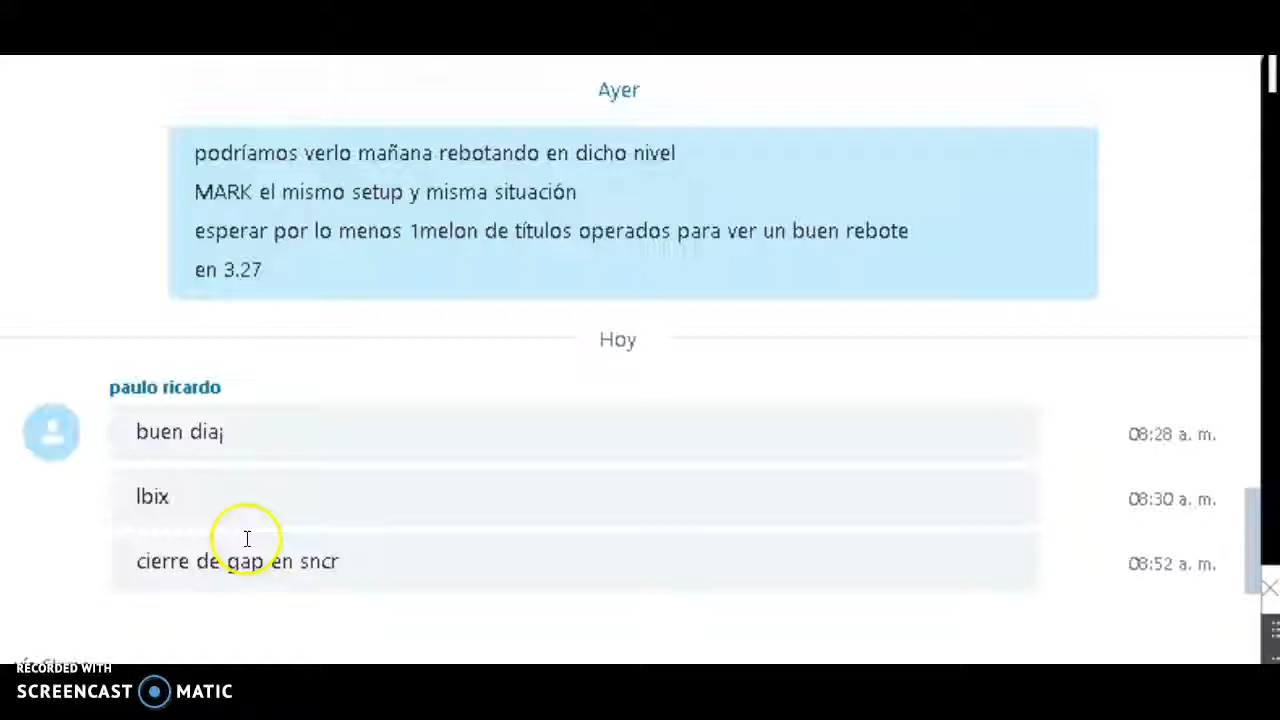 Ayer
podríamos verlo mañana rebotando en dicho nivel
MARK el mismo setup y misma situación
esperar por lo menos 1melon de títulos operados para ver un buen rebote
en 3.27
Hoy
paulo ricardo
buen dia¡ 08:28 a. m.
lbix 08:30 a. m.
cierre de gap en sncr 08:52 a. m.
RECORDED WITH
SCREENCAST MATIC